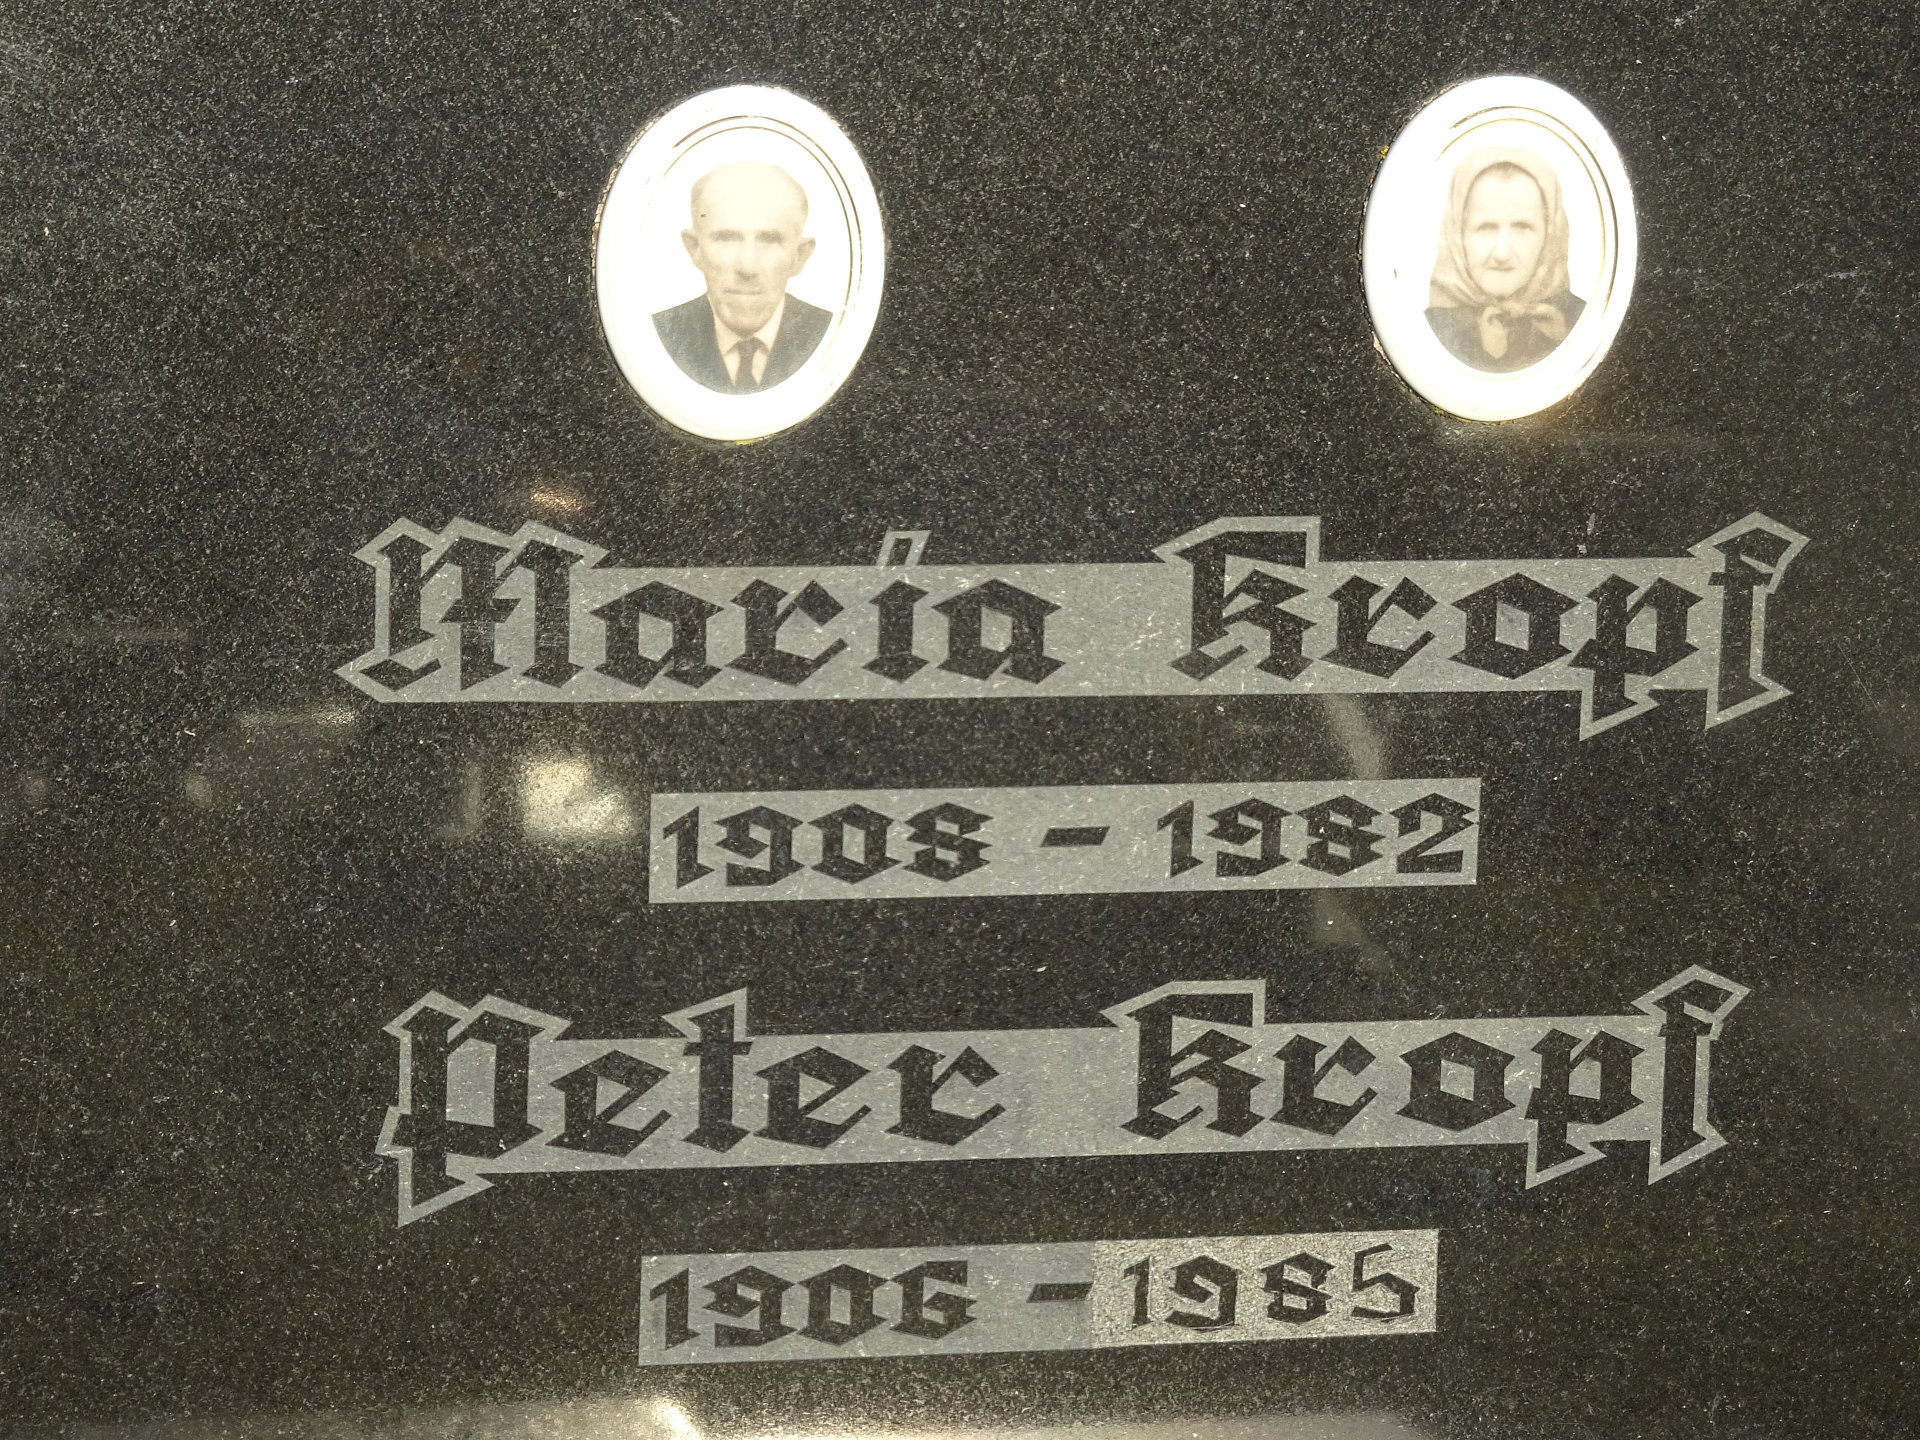 Maria Kropf
1908 - 1982
Peter Kropf
1906 - 1985